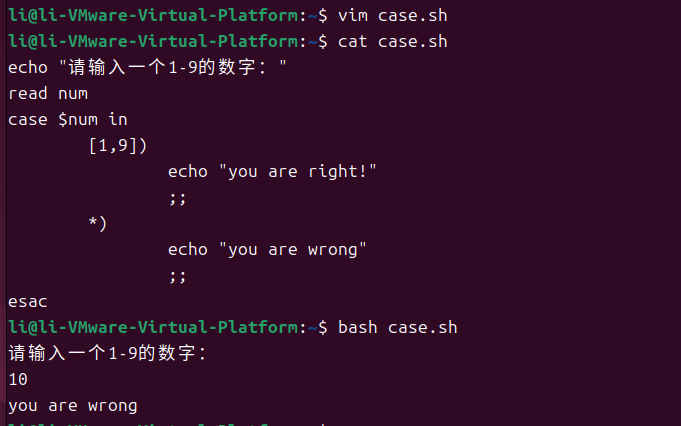 li@li-VMware-Virtual-Platform:~$ vim case.sh
li@li-VMware-Virtual-Platform:~$ cat case.sh
echo "请输入一个1-9的数字："
read num
case $num in
        [1,9])
                echo "you are right!"
                ;;
        *)
                echo "you are wrong"
                ;;
esac
li@li-VMware-Virtual-Platform:~$ bash case.sh
请输入一个1-9的数字：
10
you are wrong